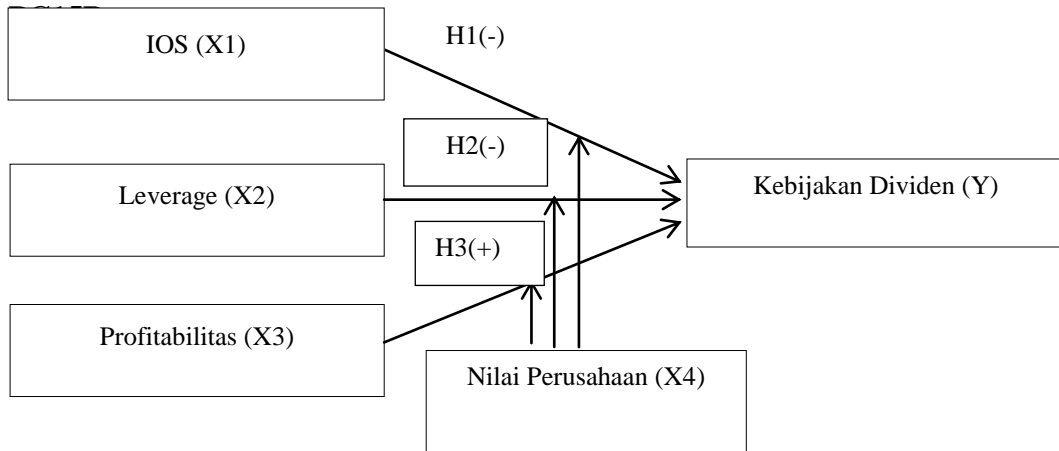 IOS (X1)
H1(-)
H2(-)
Kebijakan Dividen (Y)
Leverage (X2)
H3(+)
Profitabilitas (X3)
Nilai Perusahaan (X4)